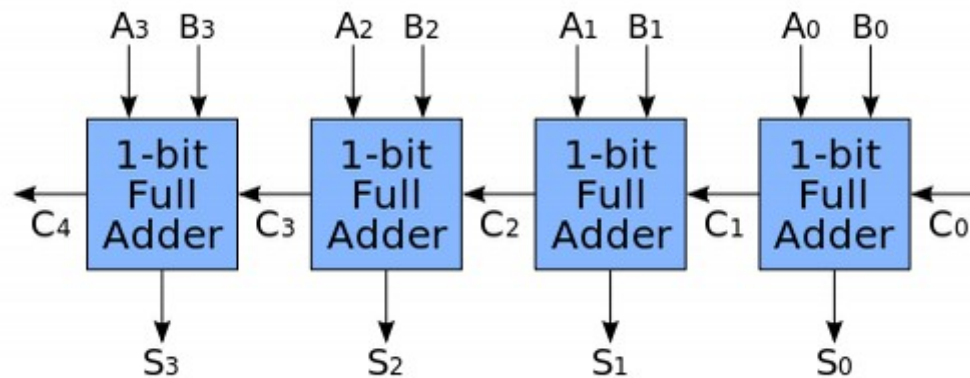 A3 B3 A2 B2 A1 B1 A0 B0
1-bit Full Adder
1-bit Full Adder
1-bit Full Adder
1-bit Full Adder
C4 C3 C2 C1 C0
S3 S2 S1 S0